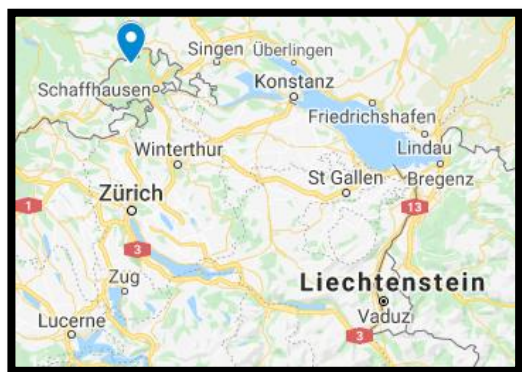 Singen
Überlingen
Schaffhausen
Konstanz
Friedrichshafen
Winterthur
Lindau
St Gallen
Bregenz
1
Zürich
13
3
Zug
Liechtenstein
Vaduz
Lucerne
3